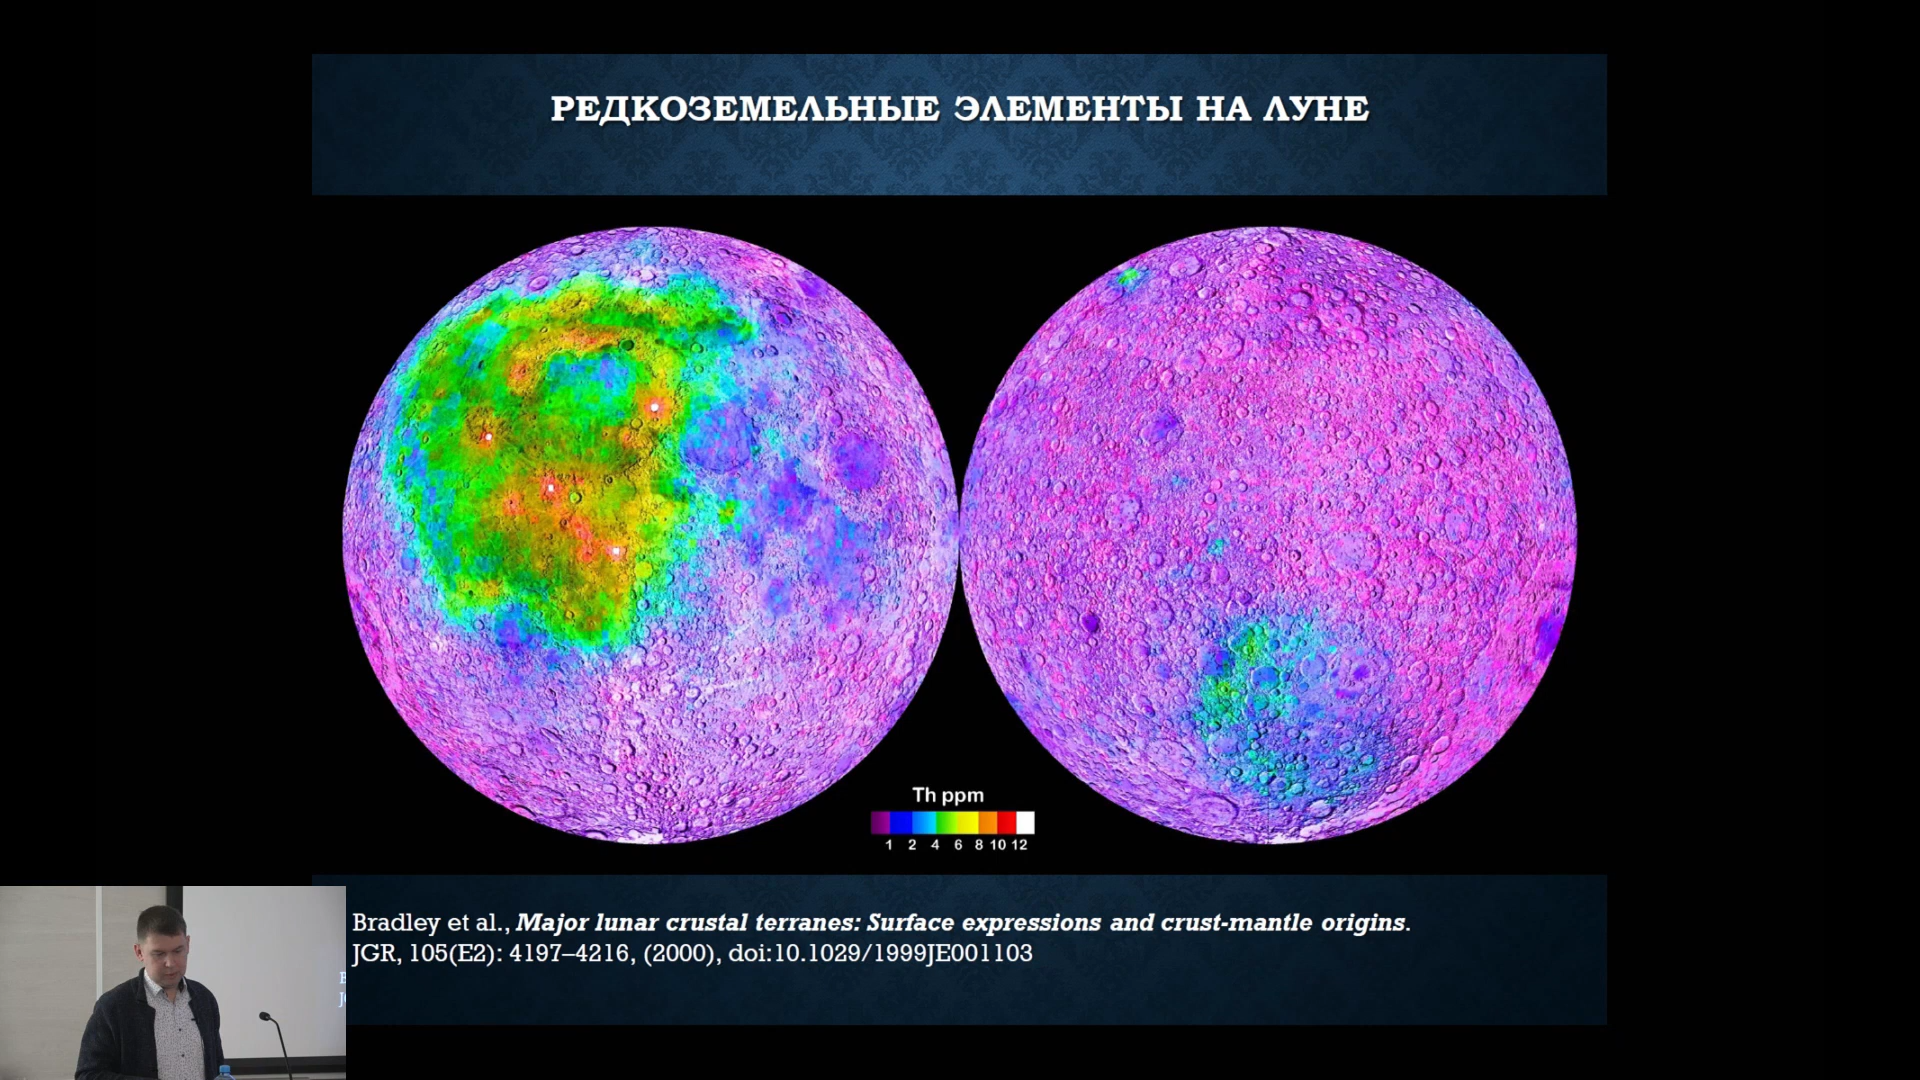 РЕДКОЗЕМЕЛЬНЫЕ ЭЛЕМЕНТЫ НА ЛУНЕ
Th ppm
1 2 4 6 8 10 12
Bradley et al., Major lunar crustal terranes: Surface expressions and crust-mantle origins.
JGR, 105(E2): 4197–4216, (2000), doi:10.1029/1999JE001103